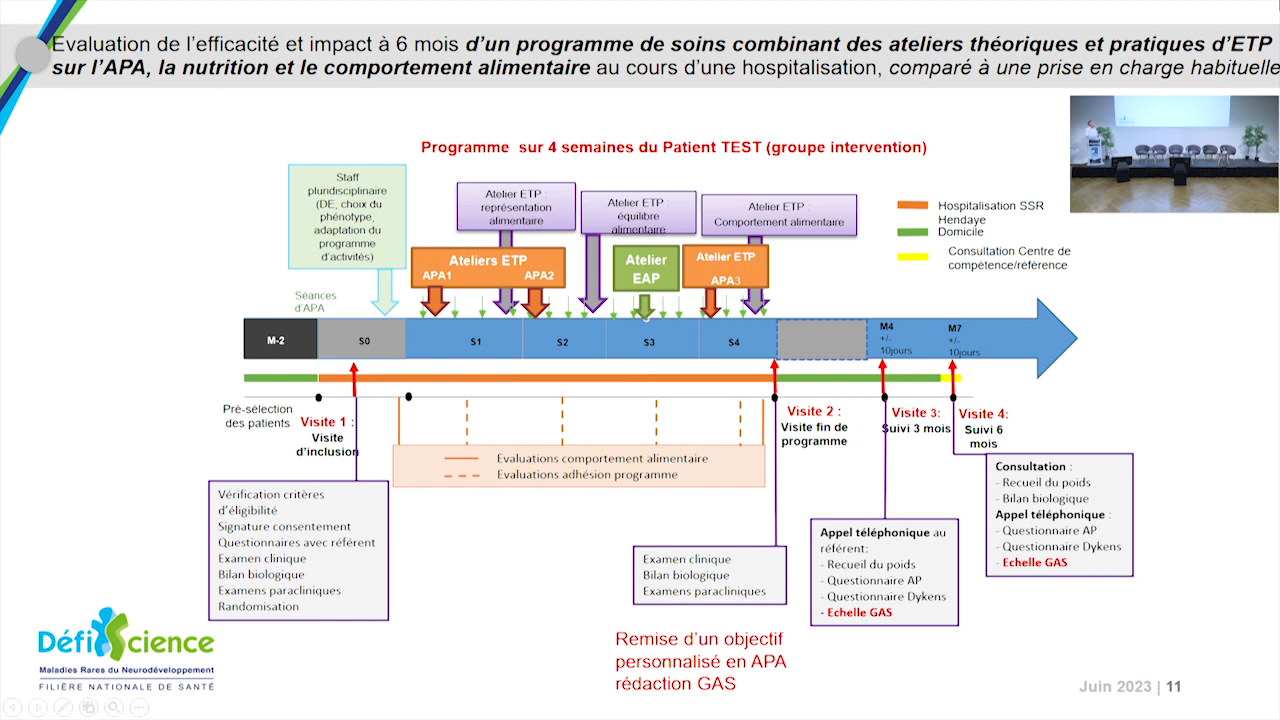 Evaluation de l'efficacité et impact à 6 mois d'un programme de soins combinant des ateliers théoriques et pratiques d'ETP
sur l'APA, la nutrition et le comportement alimentaire au cours d'une hospitalisation, comparé à une prise en charge habituelle
Programme sur 4 semaines du Patient TEST (groupe intervention)
Staff
pluridisciplinaire
(DE, choix du
phénotype,
adaptation du
programme
d'activités)
Atelier ETP :
représentation
alimentaire
Atelier ETP :
équilibre
alimentaire
Atelier ETP :
Comportement alimentaire
Hospitalisation SSR
Hendaye
Domicile
Consultation Centre de
compétence/référence
Ateliers ETP
APA1
APA2
Atelier
EAP
Atelier ETP
APA3
Séances
d'APA
M-2
S0
S1
S2
S3
S4
M4
+/-
10jours
M7
+/-
10jours
Pré-sélection
des patients
Visite 1 :
Visite
d'inclusion
Visite 2 :
Visite fin de
programme
Visite 3:
Suivi 3 mois
Visite 4:
Suivi 6
mois
Evaluations comportement alimentaire
Evaluations adhésion programme
Vérification critères
d'éligibilité
Signature consentement
Questionnaires avec référent
Examen clinique
Bilan biologique
Examens paracliniques
Randomisation
Examen clinique
Bilan biologique
Examens paracliniques
Appel téléphonique au
référent:
- Recueil du poids
- Questionnaire AP
- Questionnaire Dykens
- Echelle GAS
Consultation :
- Recueil du poids
- Bilan biologique
Appel téléphonique :
- Questionnaire AP
- Questionnaire Dykens
- Echelle GAS
Remise d'un objectif
personnalisé en APA
rédaction GAS
DéfiScience
Maladies Rares du Neurodéveloppement
FILIÈRE NATIONALE DE SANTÉ
Juin 2023 | 11